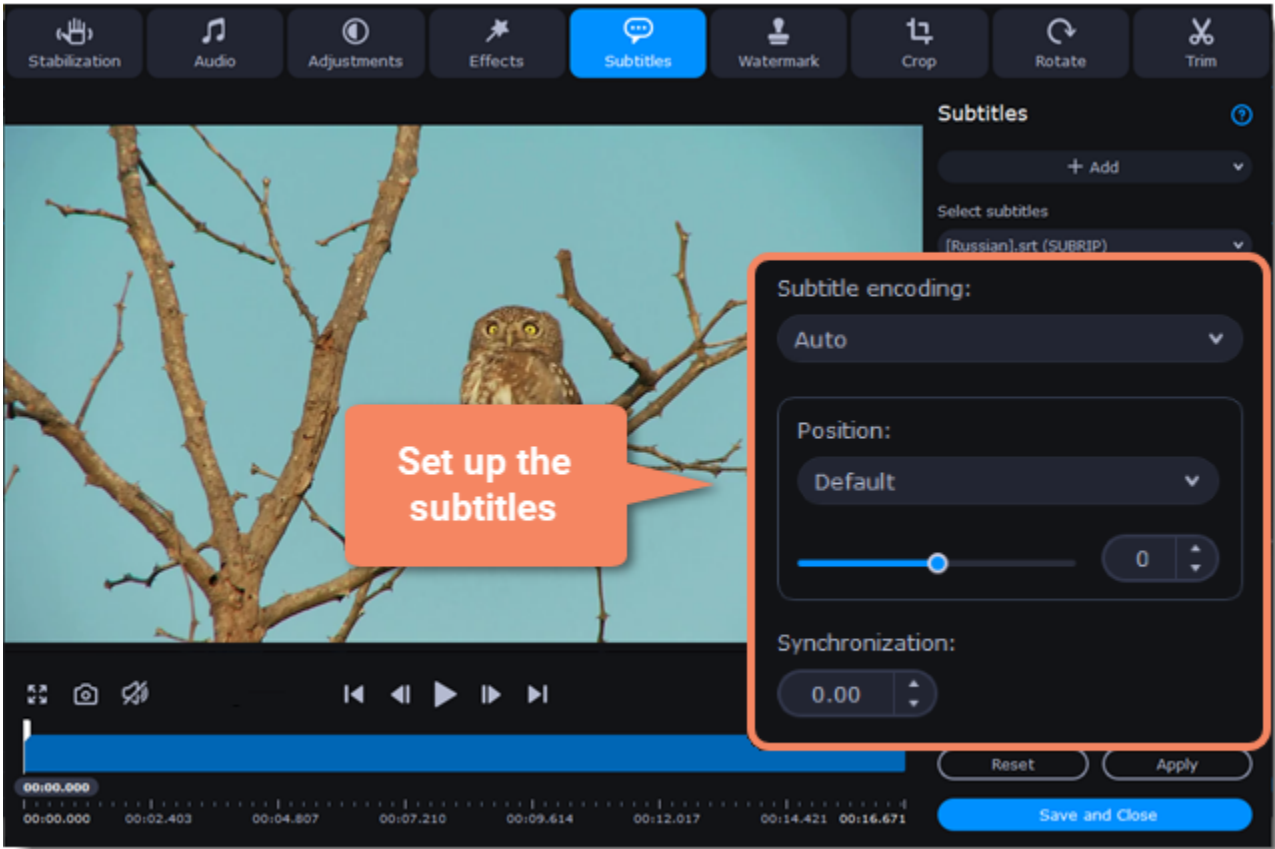 Stabilization
Audio
Adjustments
Effects
Subtitles
Watermark
Crop
Rotate
Trim
Subtitles
?
+ Add
Select subtitles
[Russian].srt (SUBRIP)
Subtitle encoding:
Auto
Position:
Default
0
Synchronization:
0.00
Set up the
subtitles
Reset
Apply
Save and Close
00:00.000
00:00.000
00:02.403
00:04.807
00:07.210
00:09.614
00:12.017
00:14.421
00:16.671